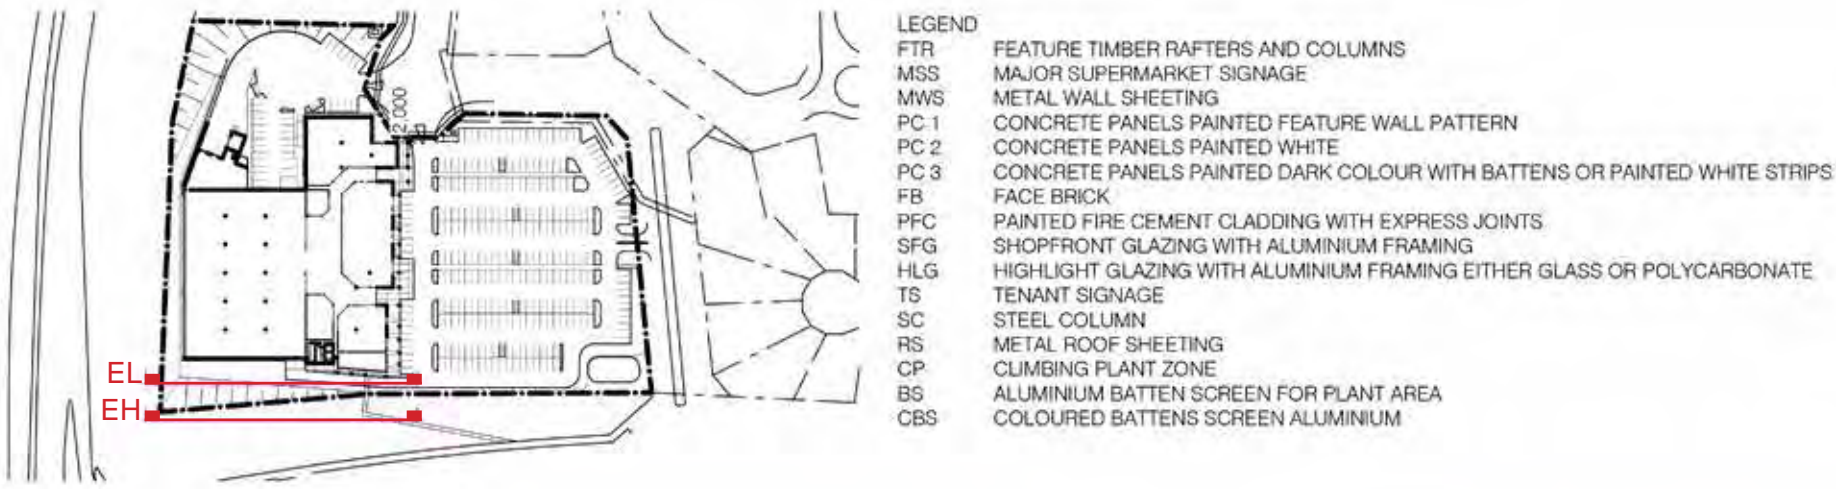 LEGEND
FTR FEATURE TIMBER RAFTERS AND COLUMNS
MSS MAJOR SUPERMARKET SIGNAGE
MWS METAL WALL SHEETING
PC 1 CONCRETE PANELS PAINTED FEATURE WALL PATTERN
PC 2 CONCRETE PANELS PAINTED WHITE
PC 3 CONCRETE PANELS PAINTED DARK COLOUR WITH BATTENS OR PAINTED WHITE STRIPS
FB FACE BRICK
PFC PAINTED FIRE CEMENT CLADDING WITH EXPRESS JOINTS
SFG SHOPFRONT GLAZING WITH ALUMINIUM FRAMING
HLG HIGHLIGHT GLAZING WITH ALUMINIUM FRAMING EITHER GLASS OR POLYCARBONATE
TS TENANT SIGNAGE
SC STEEL COLUMN
RS METAL ROOF SHEETING
CP CLIMBING PLANT ZONE
BS ALUMINIUM BATTEN SCREEN FOR PLANT AREA
CBS COLOURED BATTENS SCREEN ALUMINIUM
2,000
EL
EH